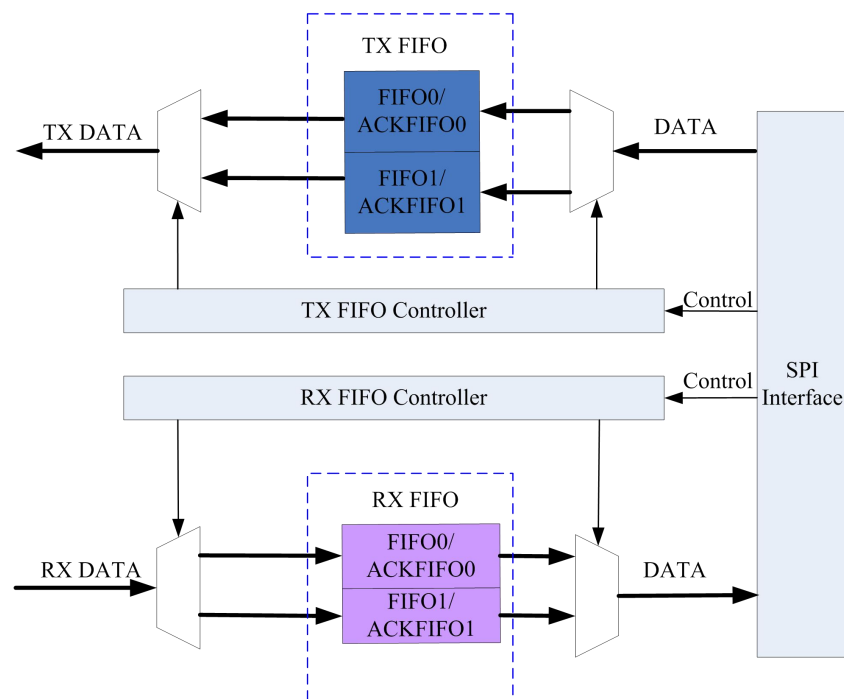 TX FIFO
FIFO0/
ACKFIFO0
FIFO1/
ACKFIFO1
TX DATA
DATA
TX FIFO Controller
Control
RX FIFO Controller
Control
SPI
Interface
RX FIFO
FIFO0/
ACKFIFO0
FIFO1/
ACKFIFO1
RX DATA
DATA